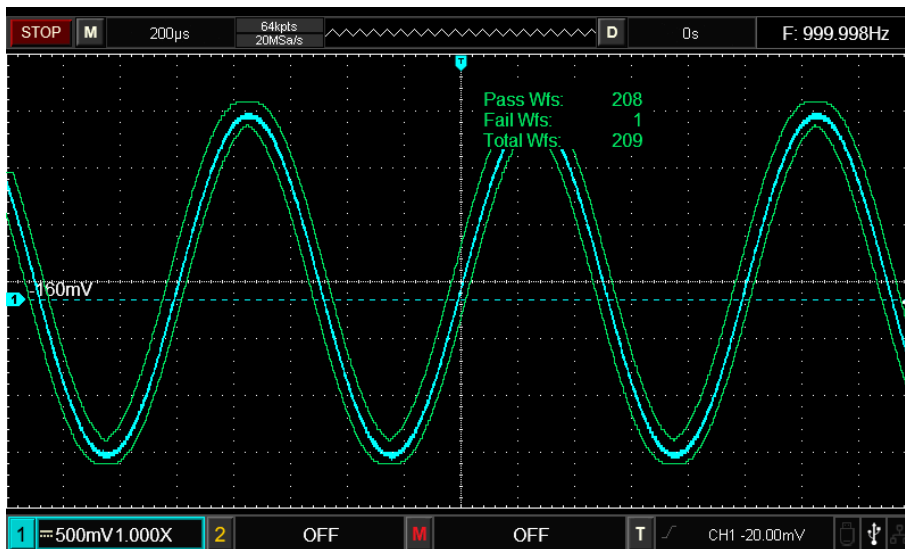 STOP M 200µs 64kpts D 0s F: 999.998Hz
20MSa/s
T
Pass Wfs: 208
Fail Wfs: 1
Total Wfs: 209
-160mV
1
1 500mV 1.000X 2 OFF M OFF T CH1 -20.00mV